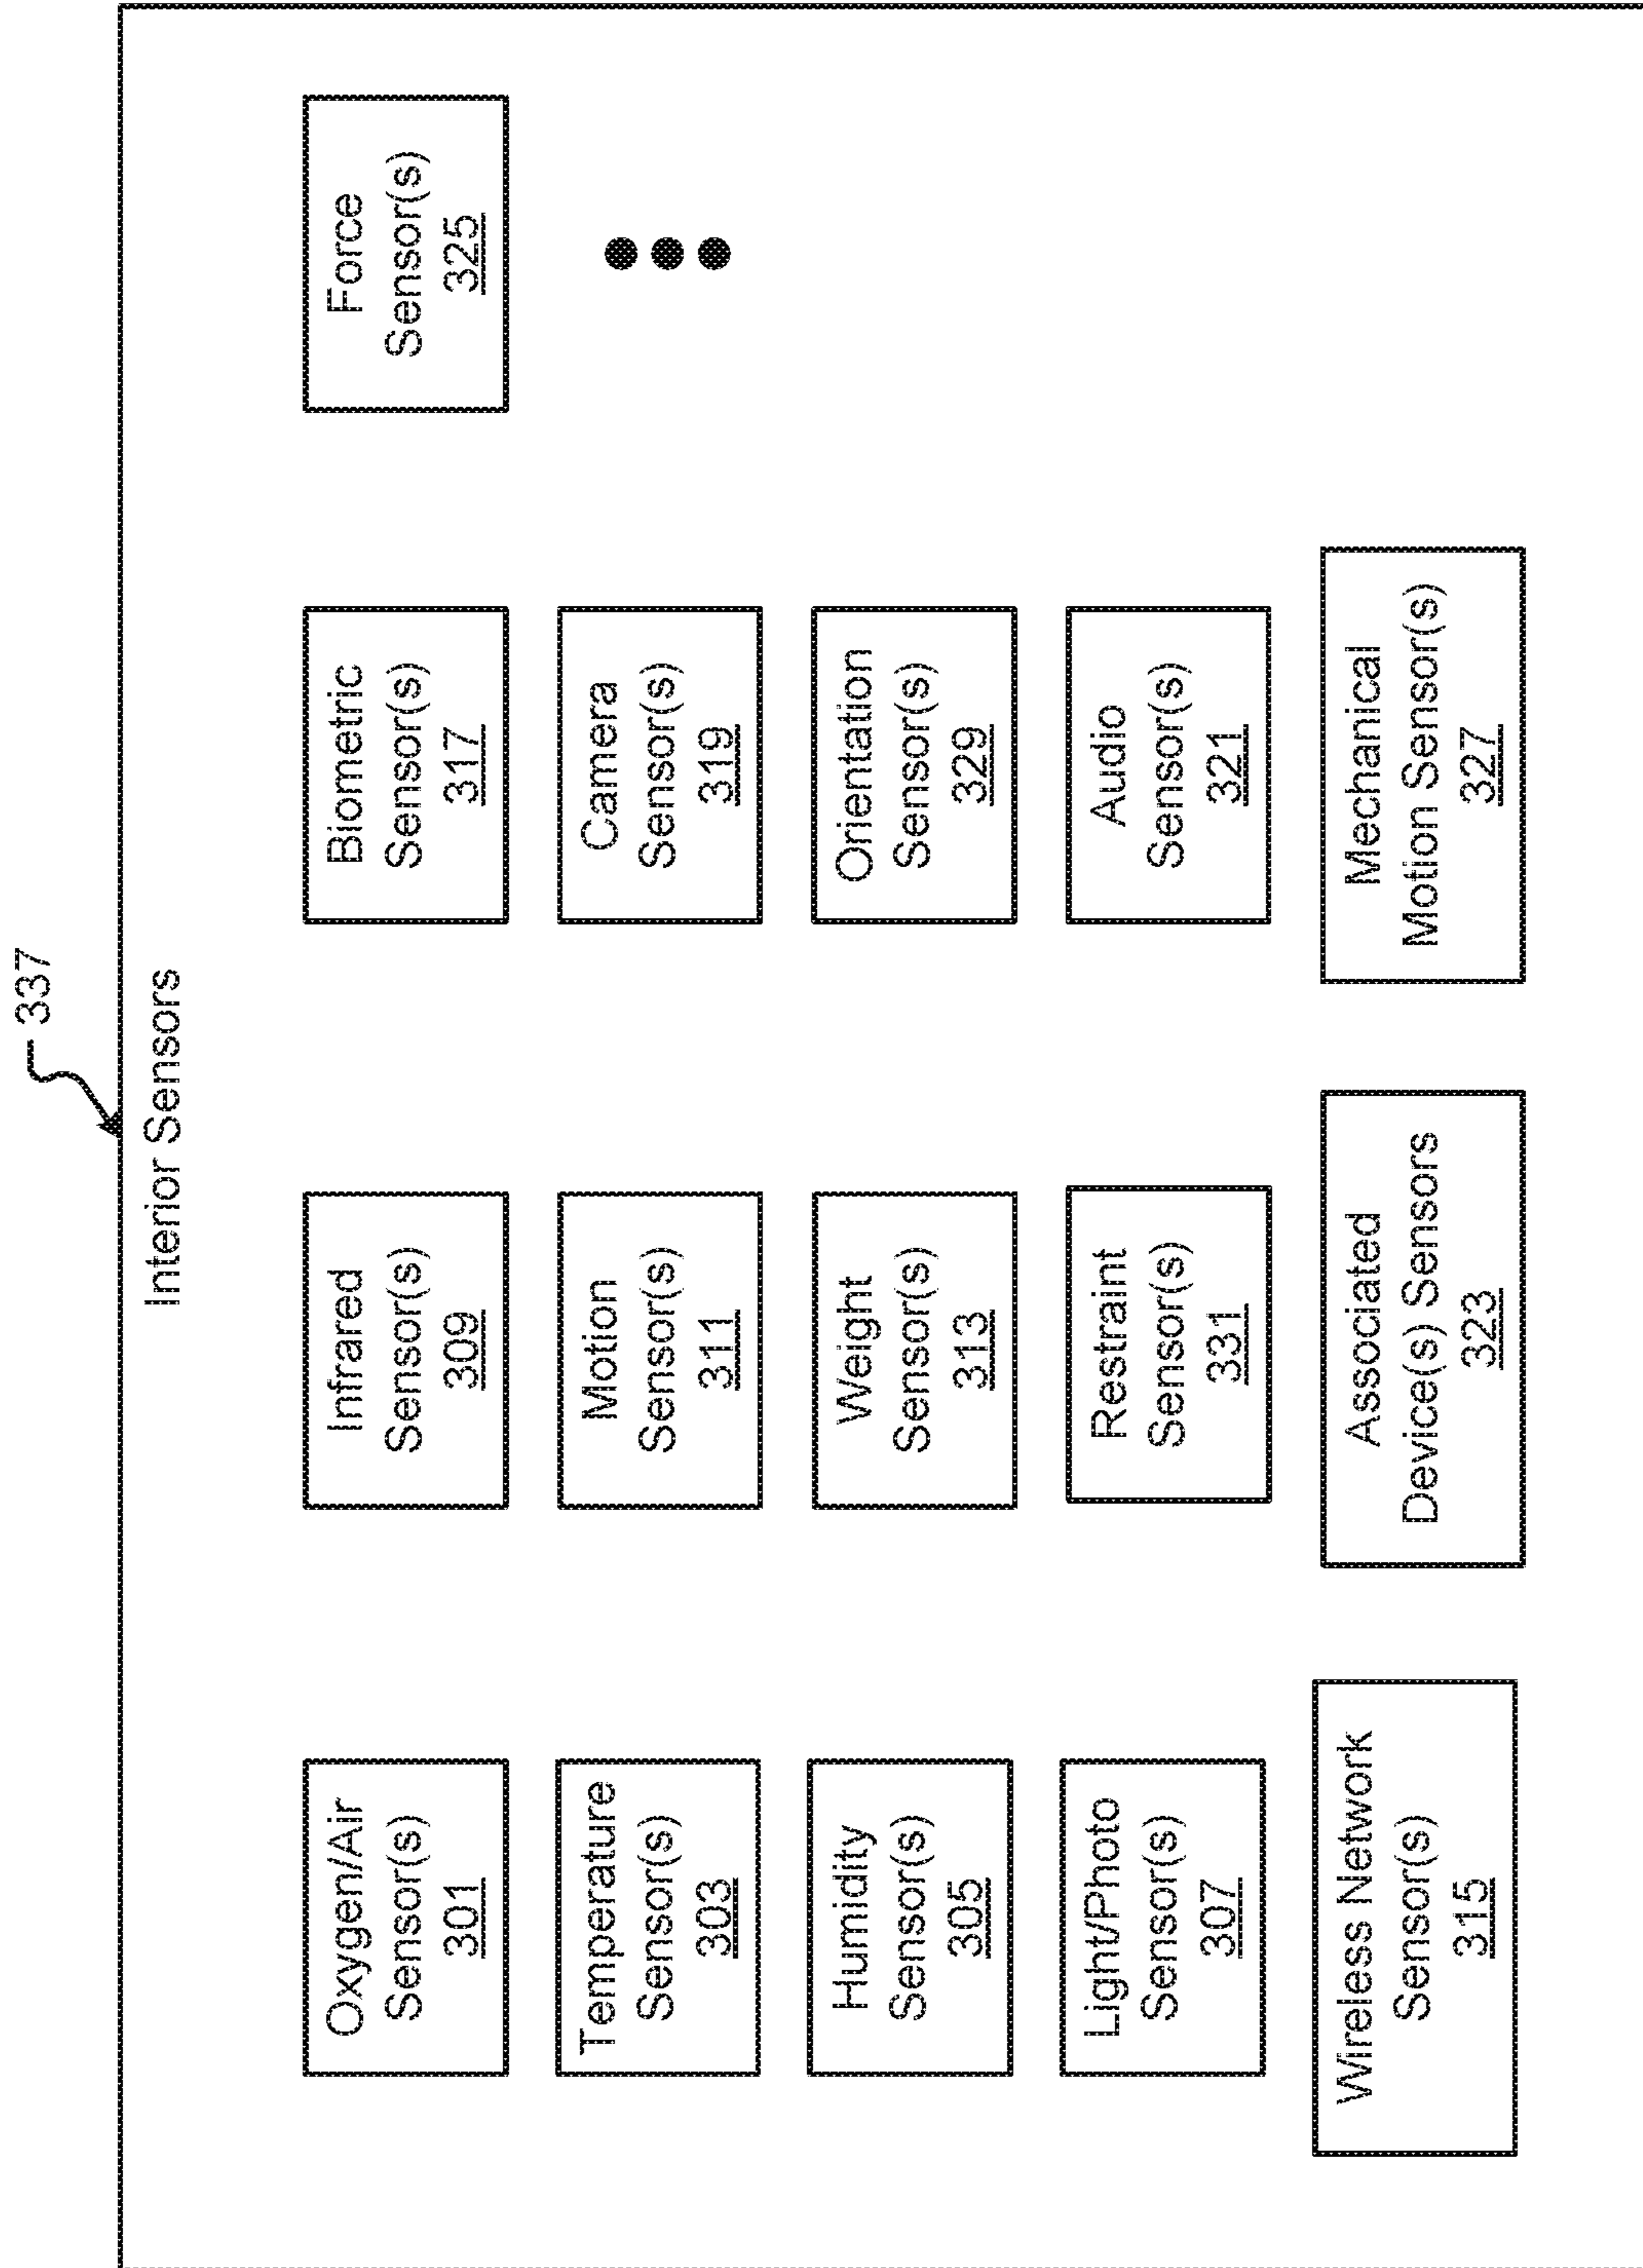 337
Interior Sensors
Oxygen/Air
Sensor(s)
301
Temperature
Sensor(s)
303
Humidity
Sensor(s)
305
Light/Photo
Sensor(s)
307
Wireless Network
Sensor(s)
315
Infrared
Sensor(s)
309
Motion
Sensor(s)
311
Weight
Sensor(s)
313
Restraint
Sensor(s)
331
Associated
Device(s) Sensors
323
Biometric
Sensor(s)
317
Camera
Sensor(s)
319
Orientation
Sensor(s)
329
Audio
Sensor(s)
321
Mechanical
Motion Sensor(s)
327
Force
Sensor(s)
325